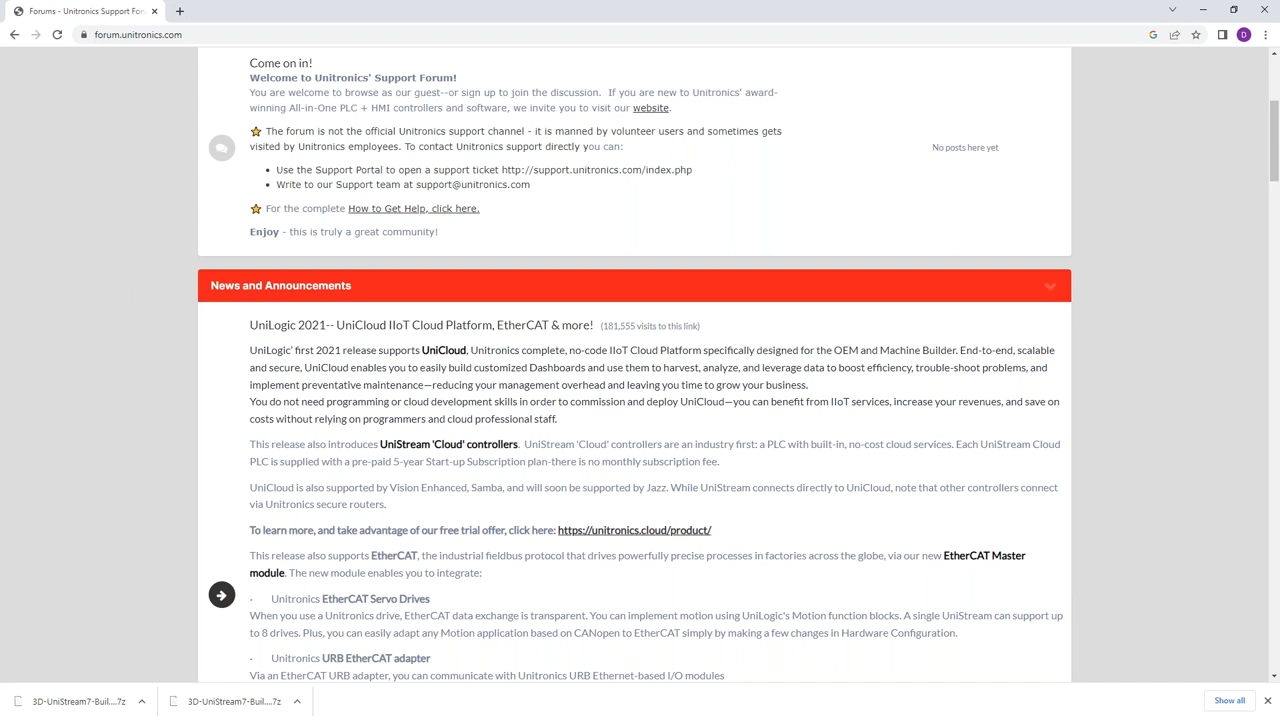 Forums - Unitronics Support For
forum.unitronics.com
D
Come on in!
Welcome to Unitronics' Support Forum!
You are welcome to browse as our guest--or sign up to join the discussion. If you are new to Unitronics' award-
winning All-in-One PLC + HMI controllers and software, we invite you to visit our website.
The forum is not the official Unitronics support channel - it is manned by volunteer users and sometimes gets
visited by Unitronics employees. To contact Unitronics support directly you can:
No posts here yet
• Use the Support Portal to open a support ticket http://support.unitronics.com/index.php
• Write to our Support team at support@unitronics.com
For the complete How to Get Help, click here.
Enjoy - this is truly a great community!
News and Announcements
UniLogic 2021-- UniCloud IIoT Cloud Platform, EtherCAT & more! (181,555 visits to this link)
UniLogic' first 2021 release supports UniCloud, Unitronics complete, no-code IIoT Cloud Platform specifically designed for the OEM and Machine Builder. End-to-end, scalable
and secure, UniCloud enables you to easily build customized Dashboards and use them to harvest, analyze, and leverage data to boost efficiency, trouble-shoot problems, and
implement preventative maintenance—reducing your management overhead and leaving you time to grow your business.
You do not need programming or cloud development skills in order to commission and deploy UniCloud—you can benefit from IIoT services, increase your revenues, and save on
costs without relying on programmers and cloud professional staff.
This release also introduces UniStream 'Cloud' controllers. UniStream 'Cloud' controllers are an industry first: a PLC with built-in, no-cost cloud services. Each UniStream Cloud
PLC is supplied with a pre-paid 5-year Start-up Subscription plan-there is no monthly subscription fee.
UniCloud is also supported by Vision Enhanced, Samba, and will soon be supported by Jazz. While UniStream connects directly to UniCloud, note that other controllers connect
via Unitronics secure routers.
To learn more, and take advantage of our free trial offer, click here: https://unitronics.cloud/product/
This release also supports EtherCAT, the industrial fieldbus protocol that drives powerfully precise processes in factories across the globe, via our new EtherCAT Master
module. The new module enables you to integrate:
· Unitronics EtherCAT Servo Drives
When you use a Unitronics drive, EtherCAT data exchange is transparent. You can implement motion using UniLogic's Motion function blocks. A single UniStream can support up
to 8 drives. Plus, you can easily adapt any Motion application based on CANopen to EtherCAT simply by making a few changes in Hardware Configuration.
- Unitronics URB EtherCAT adapter
Via an EtherCAT URB adapter, you can communicate with Unitronics URB Ethernet-based I/O modules
3D-UniStream7-Buil....7z
3D-UniStream7-Buil....7z
Show all